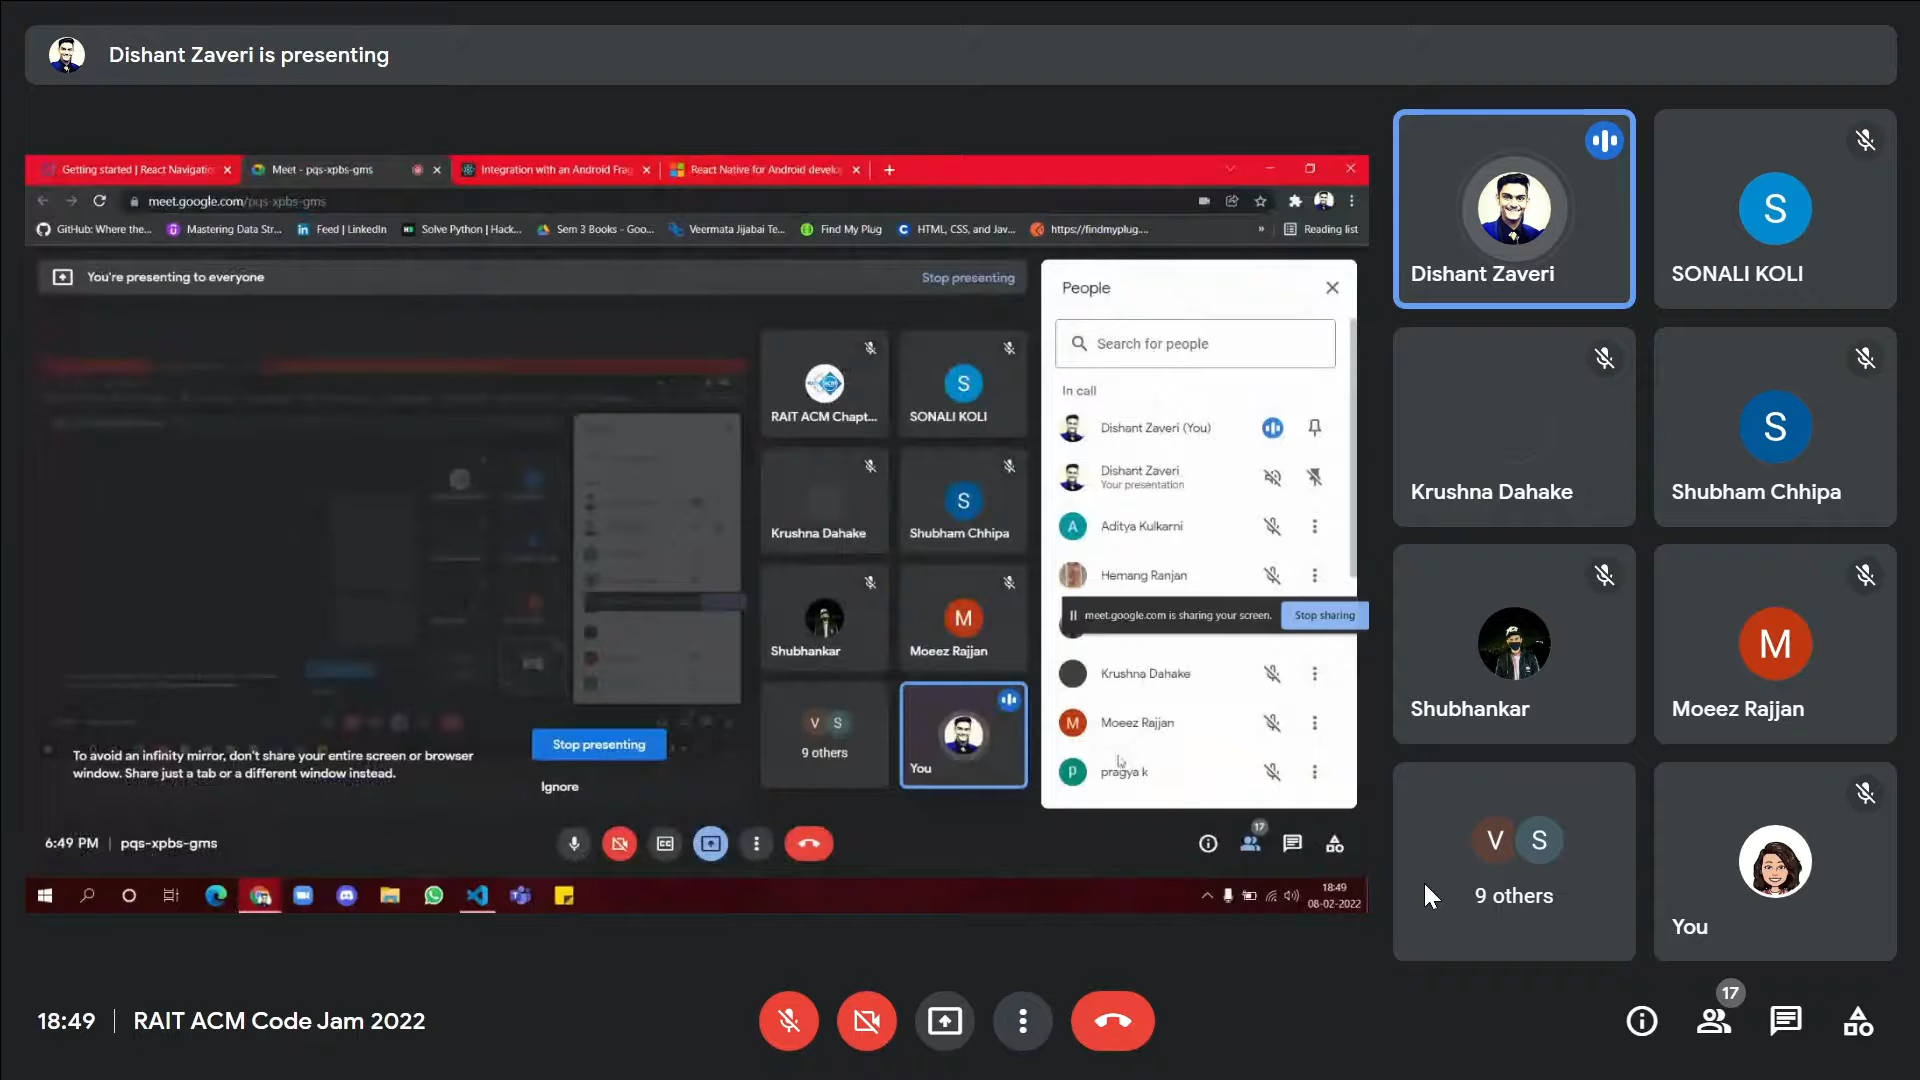 Dishant Zaveri is presenting
Getting started | React Navigatio
Meet - pqs-xpbs-gms
Integration with an Android Frag
React Native for Android develo
meet.google.com/pqs-xpbs-gms
GitHub: Where the...
Mastering Data Str...
Feed | LinkedIn
Solve Python | Hack...
Sem 3 Books - Goo...
Veermata Jijabai Te...
Find My Plug
HTML, CSS, and Jav...
https://findmyplug....
»
Reading list
You're presenting to everyone
Stop presenting
RAIT ACM Chapt...
S
SONALI KOLI
Krushna Dahake
S
Shubham Chhipa
Shubhankar
M
Moeez Rajjan
V S
9 others
You
To avoid an infinity mirror, don't share your entire screen or browser
window. Share just a tab or a different window instead.
Stop presenting
Ignore
People
Search for people
In call
Dishant Zaveri (You)
Dishant Zaveri
Your presentation
A Aditya Kulkarni
Hemang Ranjan
meet.google.com is sharing your screen.
Stop sharing
Krushna Dahake
M Moeez Rajjan
p pragya k
6:49 PM | pqs-xpbs-gms
17
18:49
08-02-2022
Dishant Zaveri
S
SONALI KOLI
Krushna Dahake
S
Shubham Chhipa
Shubhankar
M
Moeez Rajjan
V S
9 others
You
18:49 | RAIT ACM Code Jam 2022
17